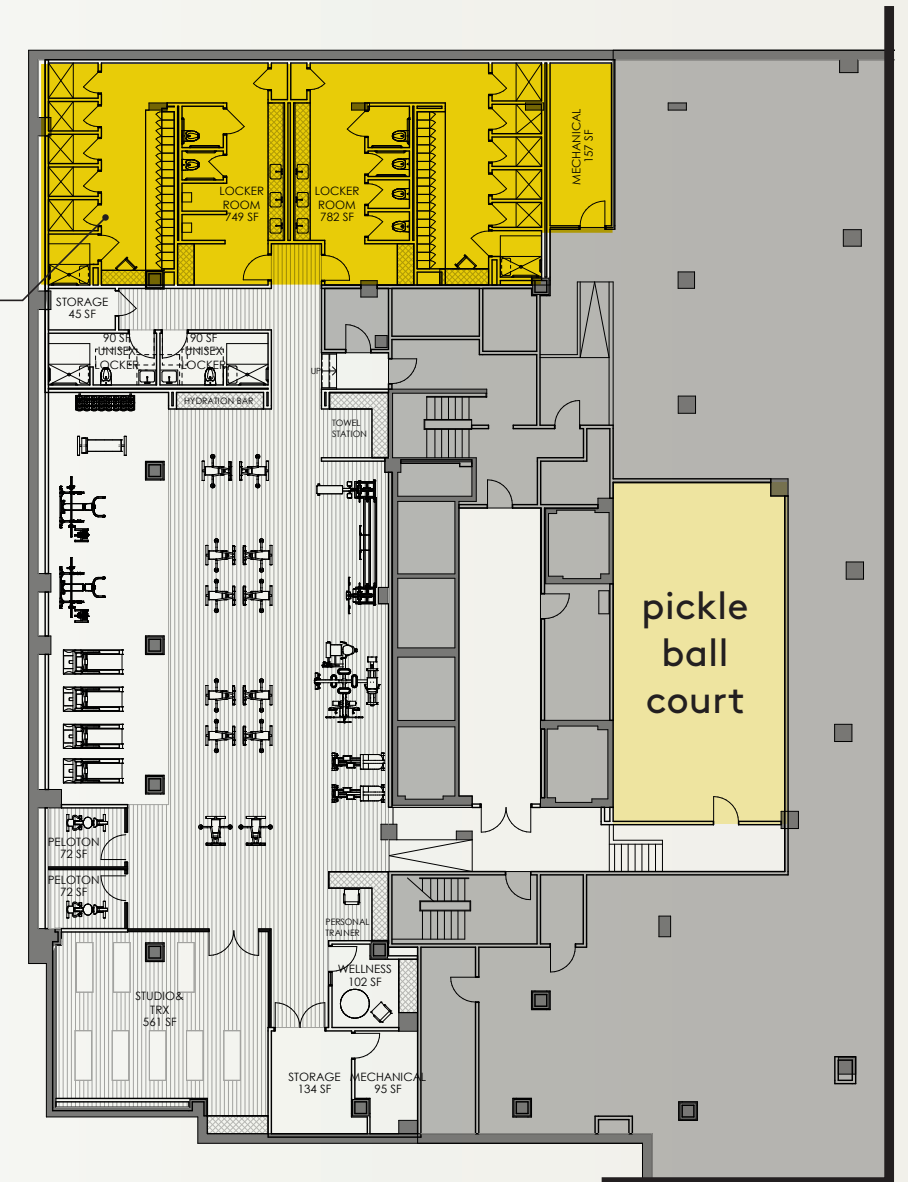 MECHANICAL
157 SF
LOCKER
ROOM
749 SF
LOCKER
ROOM
782 SF
STORAGE
45 SF
90 SF
UNISEX
LOCKER
90 SF
UNISEX
LOCKER
UP
HYDRATION BAR
TOWEL
STATION
pickle
ball
court
PELOTON
72 SF
PELOTON
72 SF
PERSONAL
TRAINER
WELLNESS
102 SF
STUDIO&
TRX
561 SF
STORAGE
134 SF
MECHANICAL
95 SF